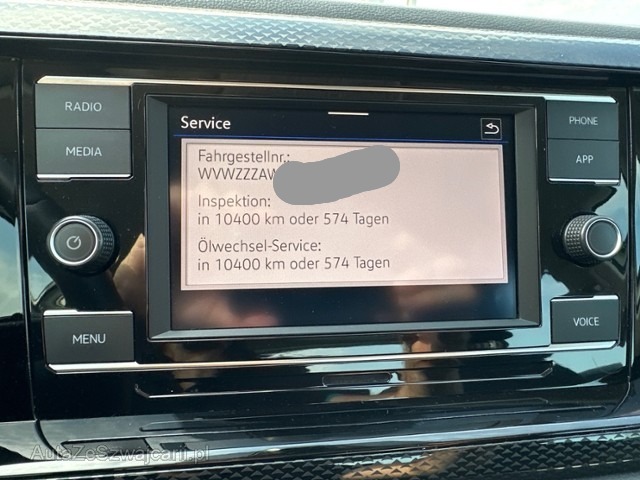 Service
RADIO
MEDIA
PHONE
APP
Fahrgestellnr.:
WVWZZZAW
Inspektion:
in 10400 km oder 574 Tagen
Ölwechsel-Service:
in 10400 km oder 574 Tagen
MENU
VOICE
AutaZeSzwajcarii.pl